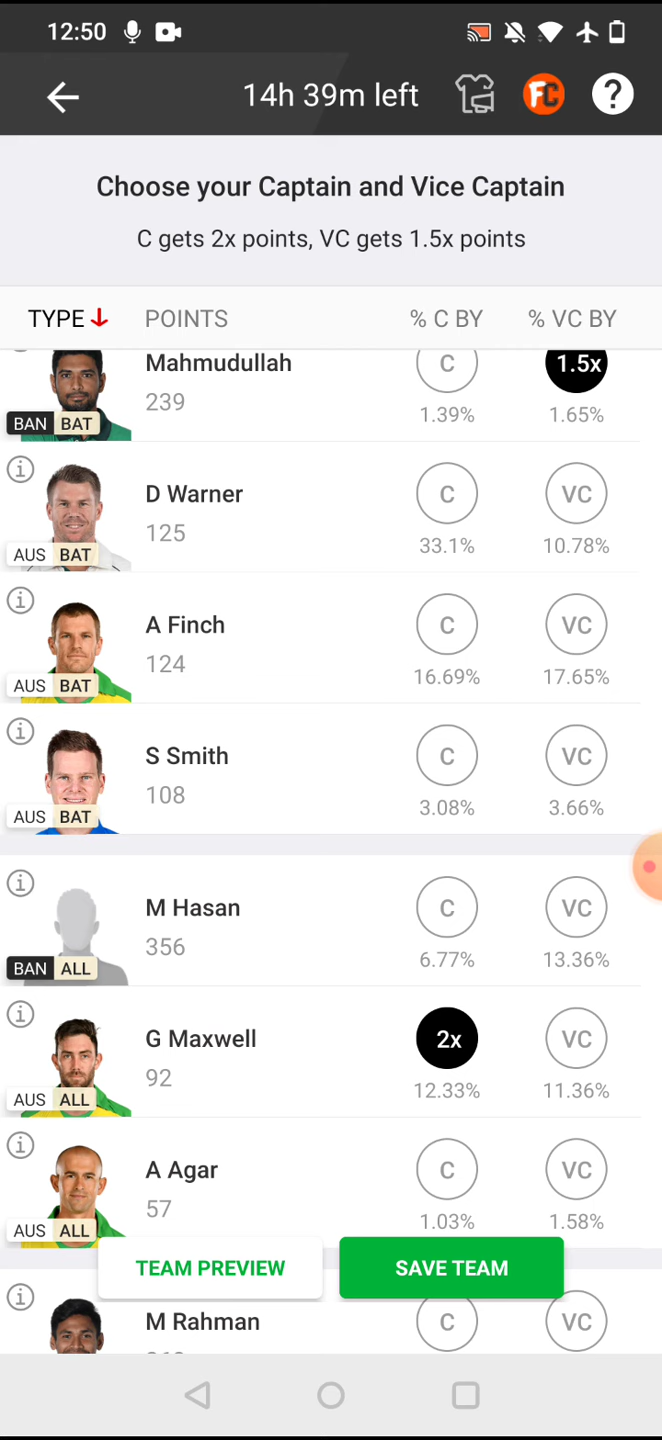 12:50
14h 39m left
FC
?
Choose your Captain and Vice Captain
C gets 2x points, VC gets 1.5x points
TYPE POINTS % C BY % VC BY
Mahmudullah C 1.5x
239 1.39% 1.65%
BAN BAT
D Warner C VC
125 33.1% 10.78%
AUS BAT
A Finch C VC
124 16.69% 17.65%
AUS BAT
S Smith C VC
108 3.08% 3.66%
AUS BAT
M Hasan C VC
356 6.77% 13.36%
BAN ALL
G Maxwell 2x VC
92 12.33% 11.36%
AUS ALL
A Agar C VC
57 1.03% 1.58%
AUS ALL
TEAM PREVIEW SAVE TEAM
M Rahman C VC